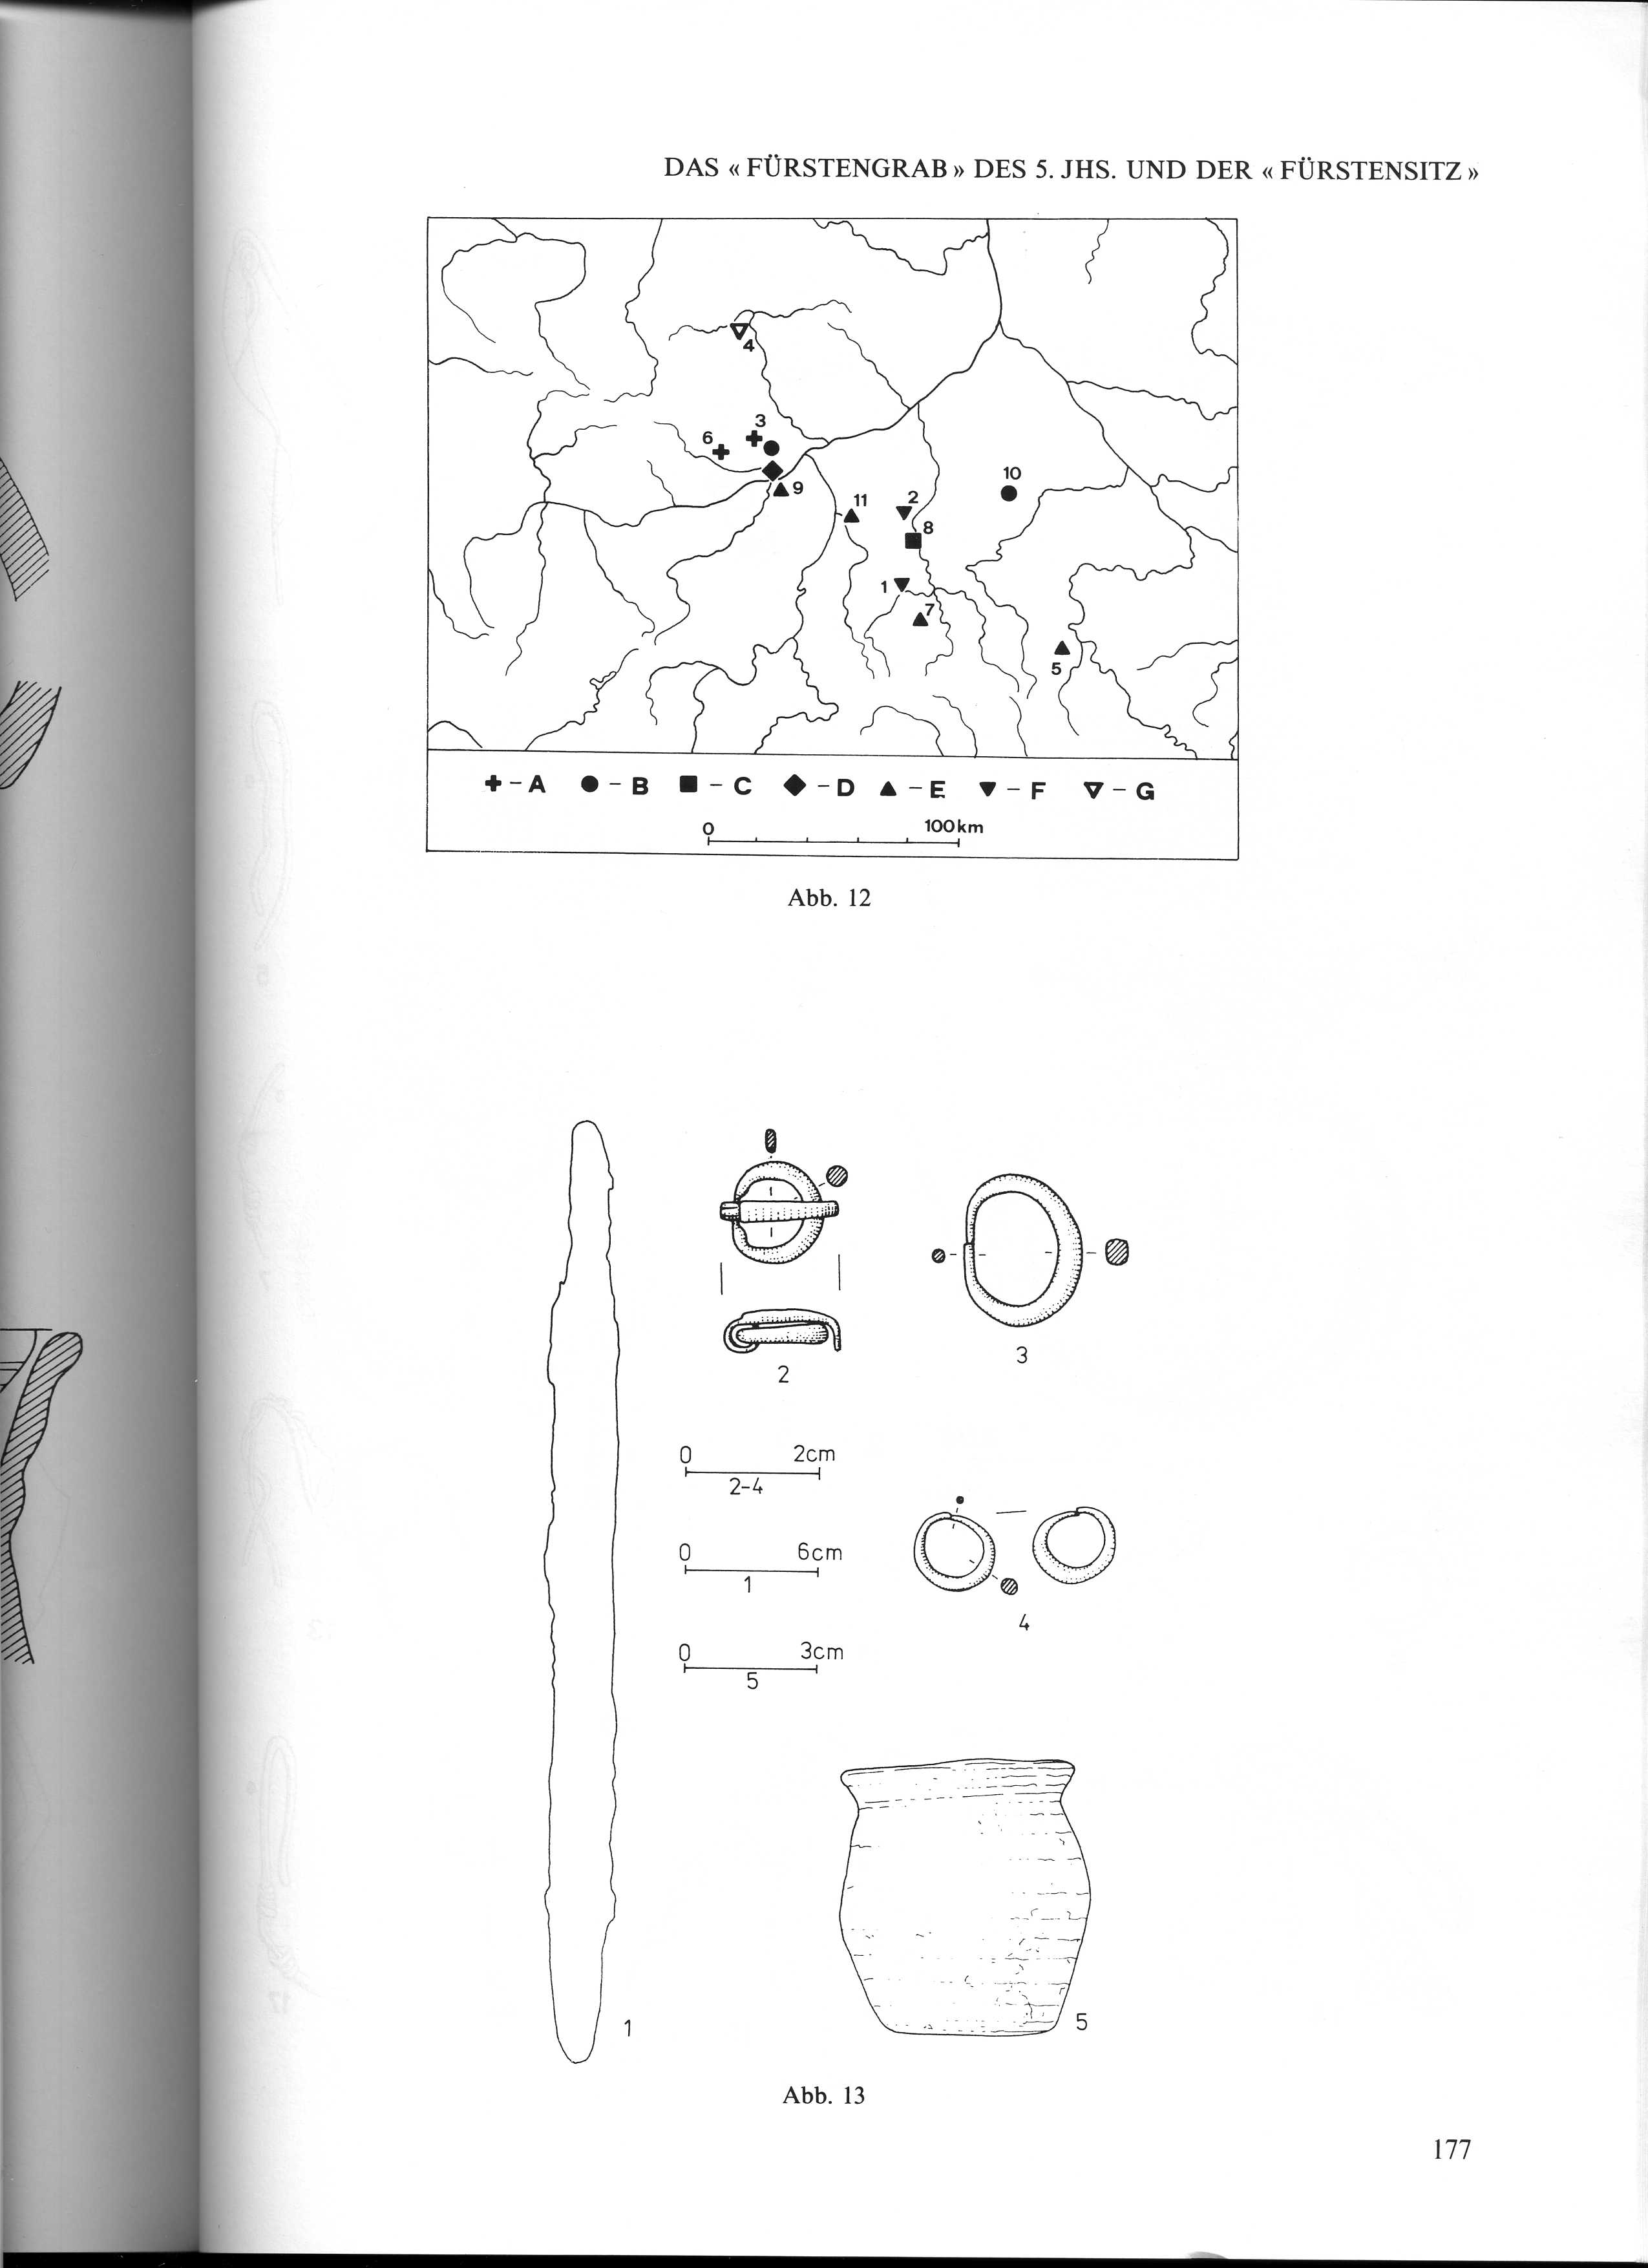 DAS « FÜRSTENGRAB » DES 5. JHS. UND DER « FÜRSTENSITZ »
4
3
6
9
11
2
8
10
1
7
5
+ – A ● – B ■ – C ◆ – D ▲ – E ▼ – F ▽ – G
0 100 km
Abb. 12
2
3
0 2cm
2-4
0 6cm
1
0 3cm
5
4
1
5
Abb. 13
177